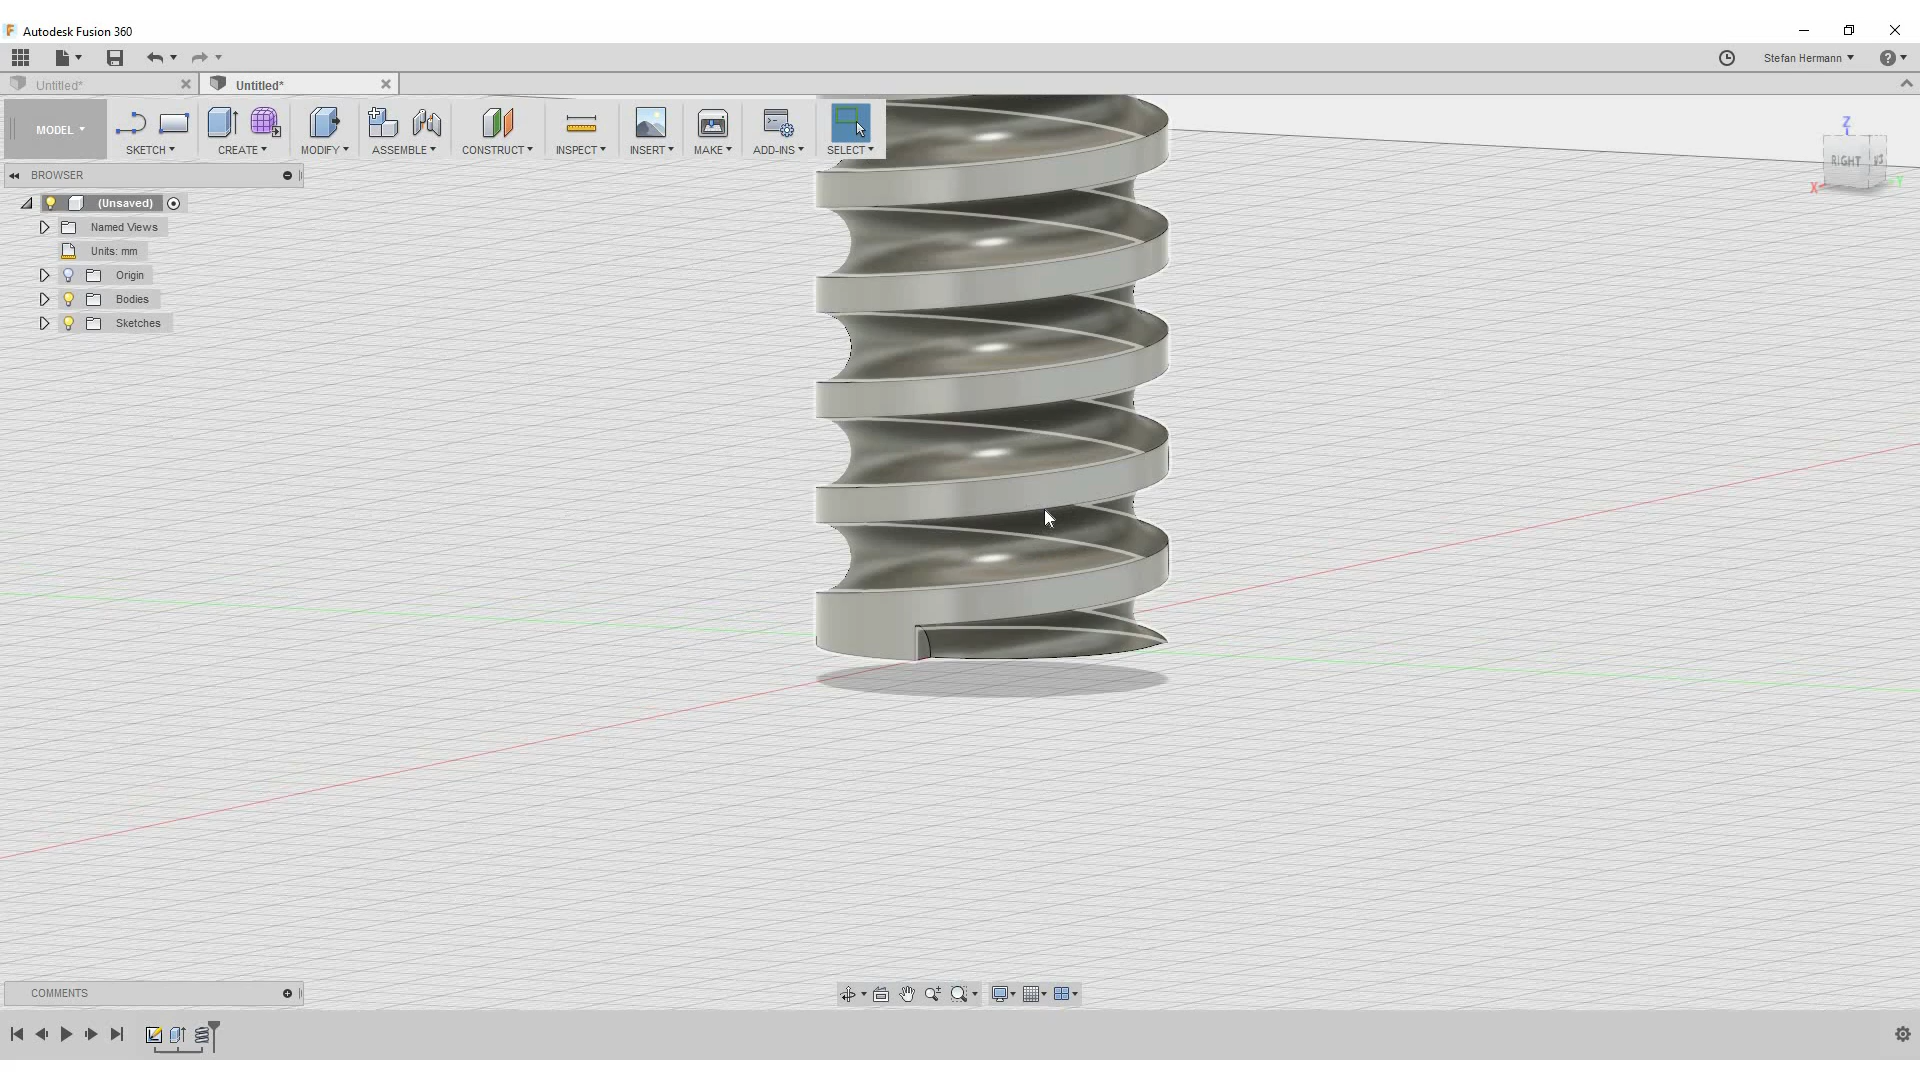 Autodesk Fusion 360
Stefan Hermann
Untitled*
Untitled*
MODEL
SKETCH
CREATE
MODIFY
ASSEMBLE
CONSTRUCT
INSPECT
INSERT
MAKE
ADD-INS
SELECT
Z
RIGHT
X
Y
BROWSER
(Unsaved)
Named Views
Units: mm
Origin
Bodies
Sketches
COMMENTS